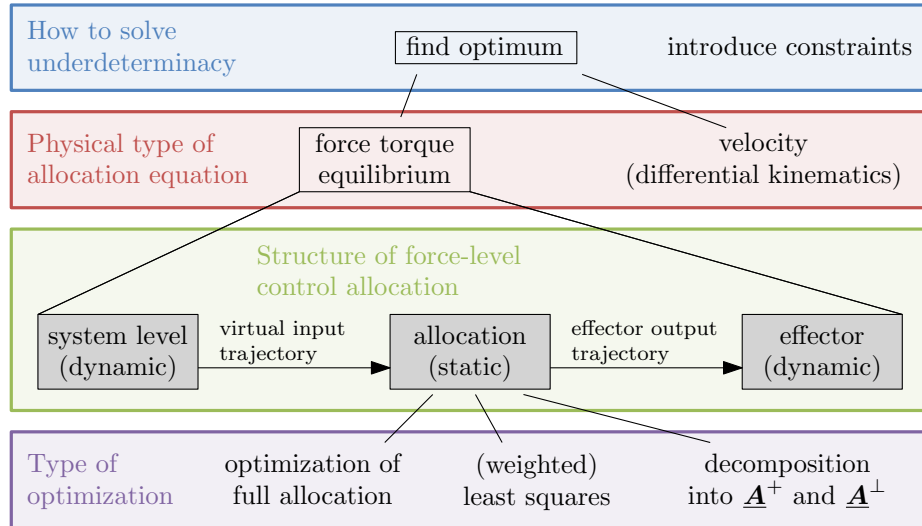 How to solve
underdeterminacy
find optimum
introduce constraints
Physical type of
allocation equation
force torque
equilibrium
velocity
(differential kinematics)
Structure of force-level
control allocation
system level
(dynamic)
virtual input
trajectory
allocation
(static)
effector output
trajectory
effector
(dynamic)
Type of
optimization
optimization of
full allocation
(weighted)
least squares
decomposition
into A⁺ and A⊥